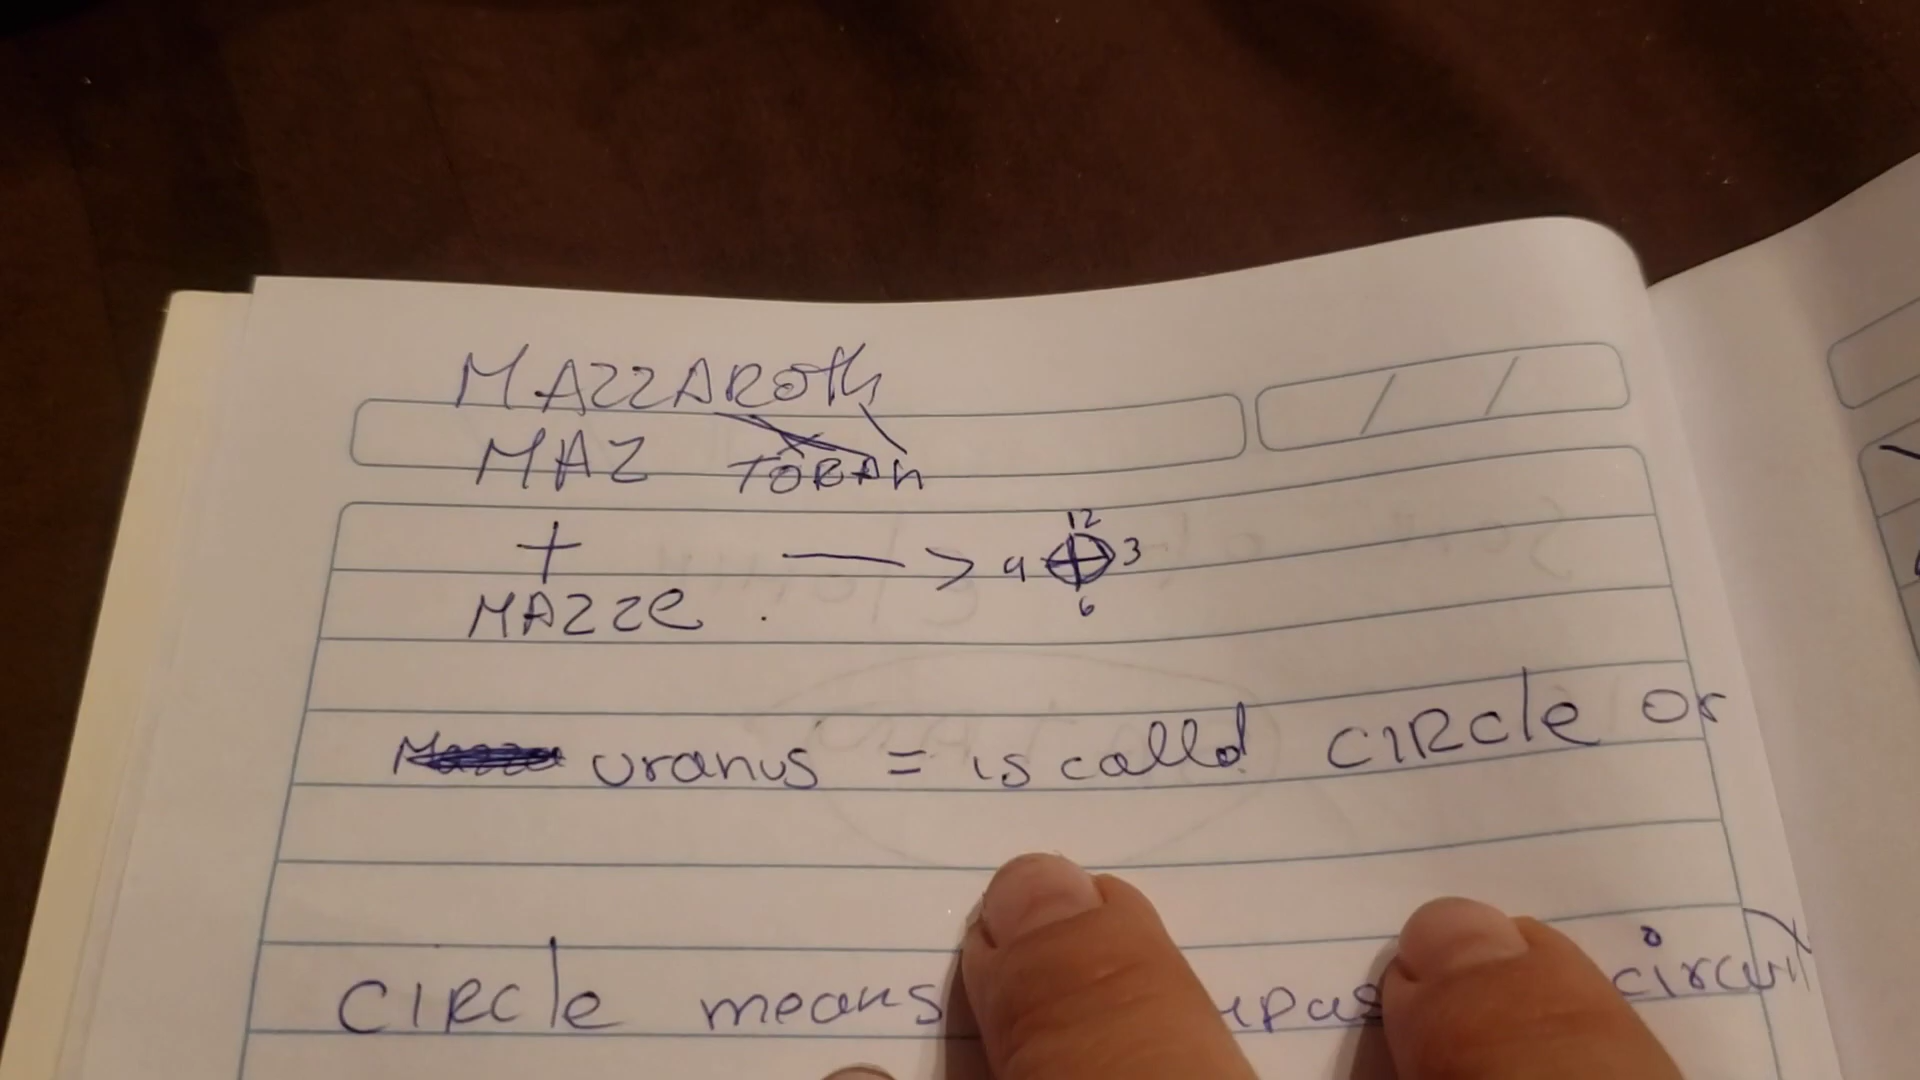 MAZZAROth
MAZ TORAh
12
+ —> 9 3
6
MAZZe .
uranus = is called CIRcle or
CIRcle means circuit